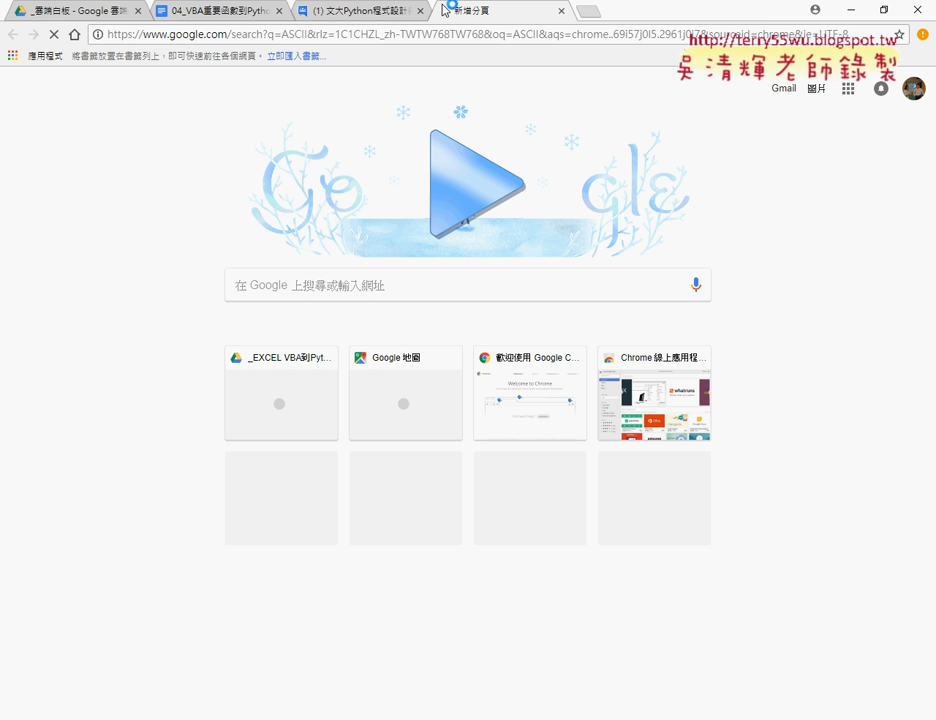 _雲端白板 - Google 雲端
04_VBA重要函數到Pytho
(1) 文大Python程式設計
新增分頁
https://www.google.com/search?q=ASCII&rlz=1C1CHZL_zh-TWTW768TW768&oq=ASCII&aqs=chrome..69i57j0l5.2961j0j7&sourceid=chrome&ie=UTF-8
http://terry55wu.blogspot.tw
吳清輝老師錄製
應用程式
將書籤放置在書籤列上，即可快速前往各個網頁。
立即匯入書籤...
Gmail
圖片
Go gle
在 Google 上搜尋或輸入網址
_EXCEL VBA到Pyt...
Google 地圖
歡迎使用 Google C...
Chrome 線上應用程...
Welcome to Chrome
whatruns
Office